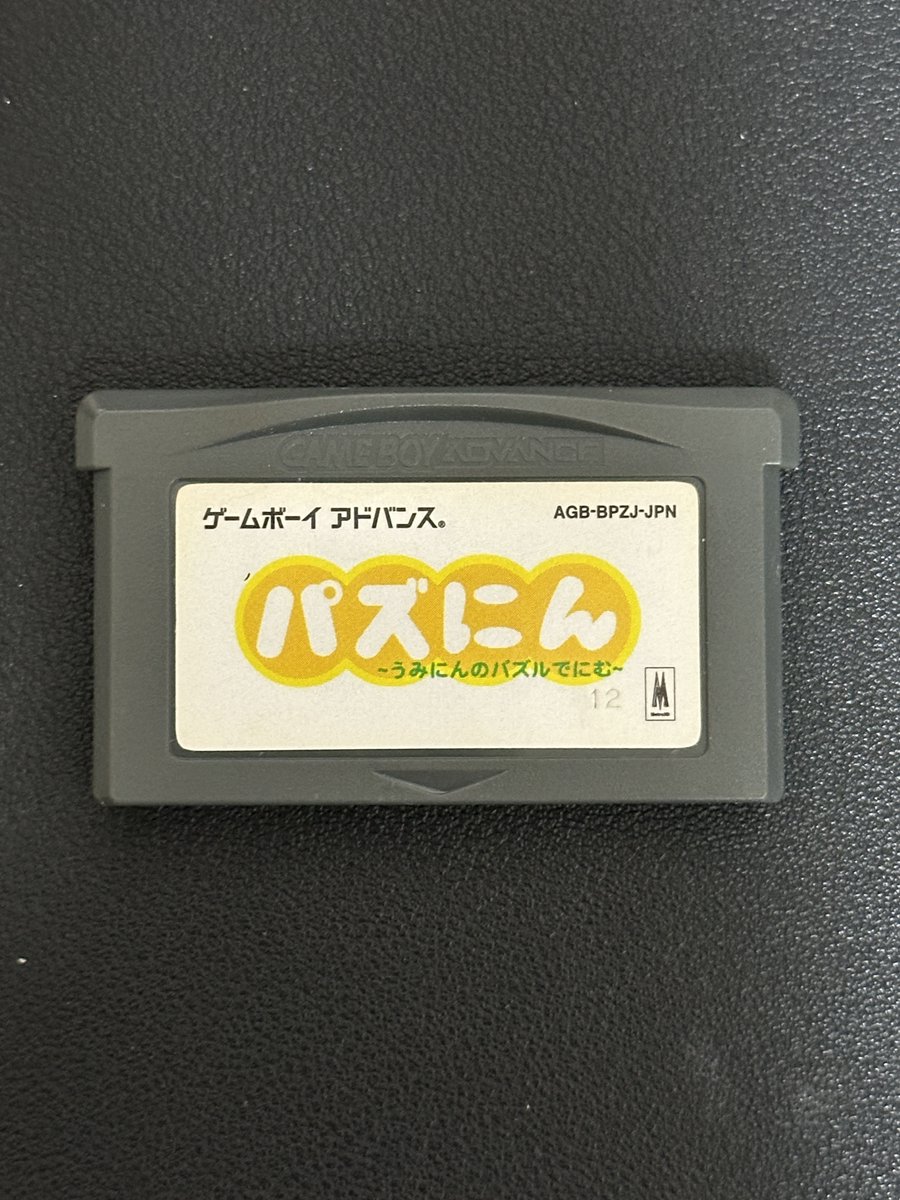 GAME BOY ADVANCE
ゲームボーイ アドバンス®
AGB-BPZJ-JPN
パズにん
~うみにんのパズルでにむ~
12